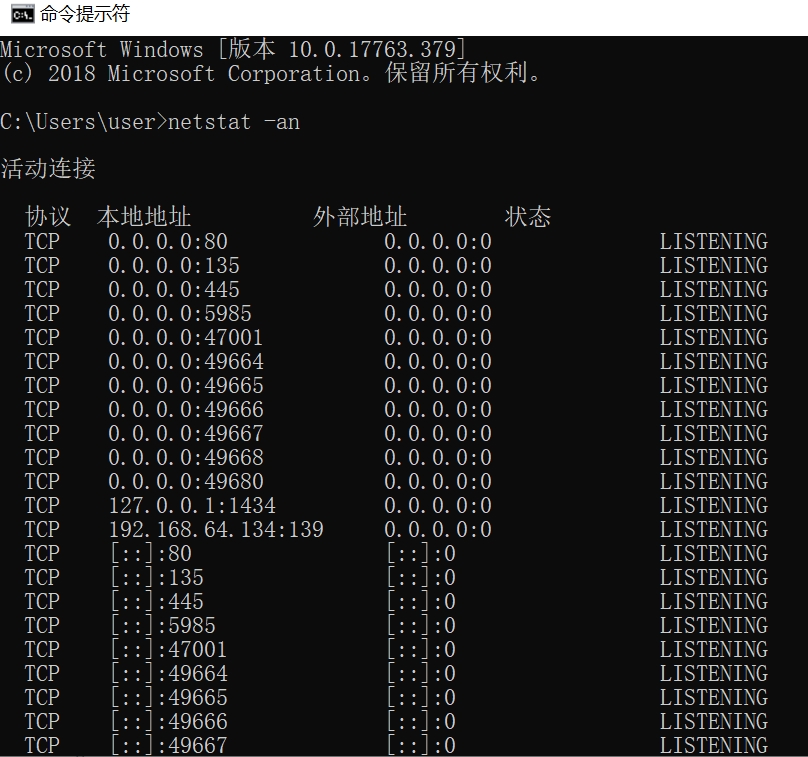 命令提示符
Microsoft Windows [版本 10.0.17763.379]
(c) 2018 Microsoft Corporation。保留所有权利。
C:\Users\user>netstat -an
活动连接
协议 本地地址 外部地址 状态
TCP 0.0.0.0:80 0.0.0.0:0 LISTENING
TCP 0.0.0.0:135 0.0.0.0:0 LISTENING
TCP 0.0.0.0:445 0.0.0.0:0 LISTENING
TCP 0.0.0.0:5985 0.0.0.0:0 LISTENING
TCP 0.0.0.0:47001 0.0.0.0:0 LISTENING
TCP 0.0.0.0:49664 0.0.0.0:0 LISTENING
TCP 0.0.0.0:49665 0.0.0.0:0 LISTENING
TCP 0.0.0.0:49666 0.0.0.0:0 LISTENING
TCP 0.0.0.0:49667 0.0.0.0:0 LISTENING
TCP 0.0.0.0:49668 0.0.0.0:0 LISTENING
TCP 0.0.0.0:49680 0.0.0.0:0 LISTENING
TCP 127.0.0.1:1434 0.0.0.0:0 LISTENING
TCP 192.168.64.134:139 0.0.0.0:0 LISTENING
TCP [::]:80 [::]:0 LISTENING
TCP [::]:135 [::]:0 LISTENING
TCP [::]:445 [::]:0 LISTENING
TCP [::]:5985 [::]:0 LISTENING
TCP [::]:47001 [::]:0 LISTENING
TCP [::]:49664 [::]:0 LISTENING
TCP [::]:49665 [::]:0 LISTENING
TCP [::]:49666 [::]:0 LISTENING
TCP [::]:49667 [::]:0 LISTENING